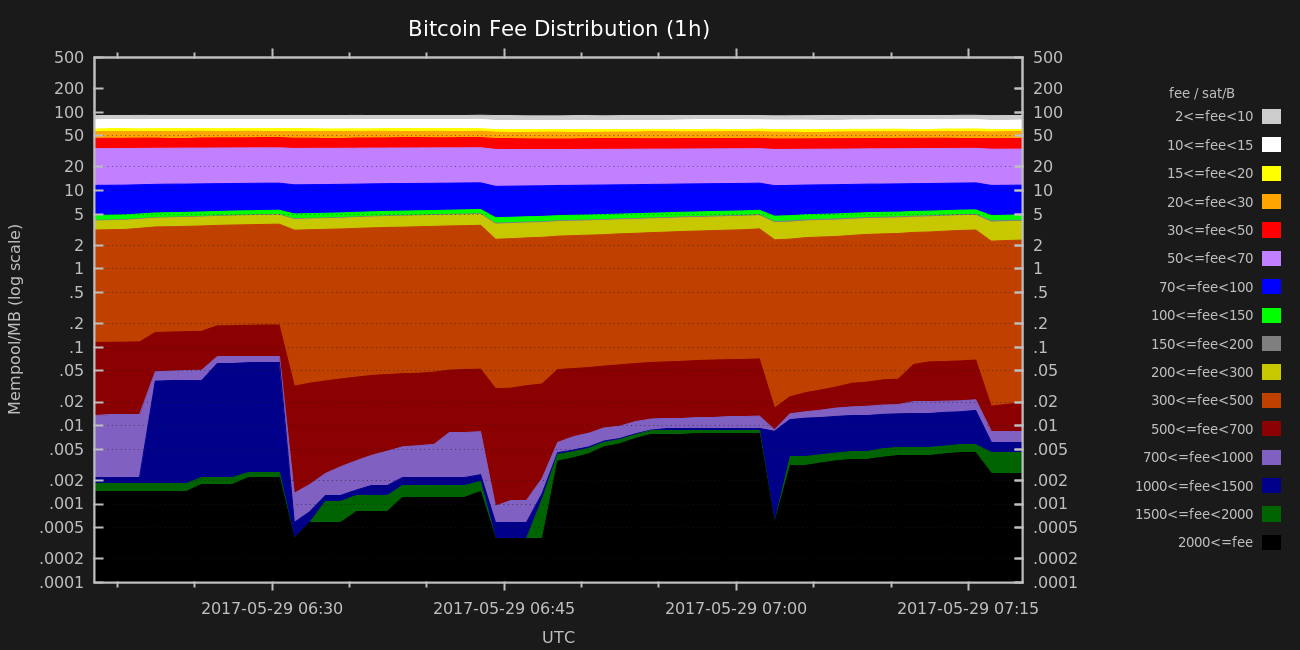 Bitcoin Fee Distribution (1h)
500
200
100
50
20
10
5
2
1
.5
.2
.1
.05
.02
.01
.005
.002
.001
.0005
.0002
.0001
Mempool/MB (log scale)
500
200
100
50
20
10
5
2
1
.5
.2
.1
.05
.02
.01
.005
.002
.001
.0005
.0002
.0001
2017-05-29 06:30
2017-05-29 06:45
2017-05-29 07:00
2017-05-29 07:15
UTC
fee / sat/B
2<=fee<10
10<=fee<15
15<=fee<20
20<=fee<30
30<=fee<50
50<=fee<70
70<=fee<100
100<=fee<150
150<=fee<200
200<=fee<300
300<=fee<500
500<=fee<700
700<=fee<1000
1000<=fee<1500
1500<=fee<2000
2000<=fee